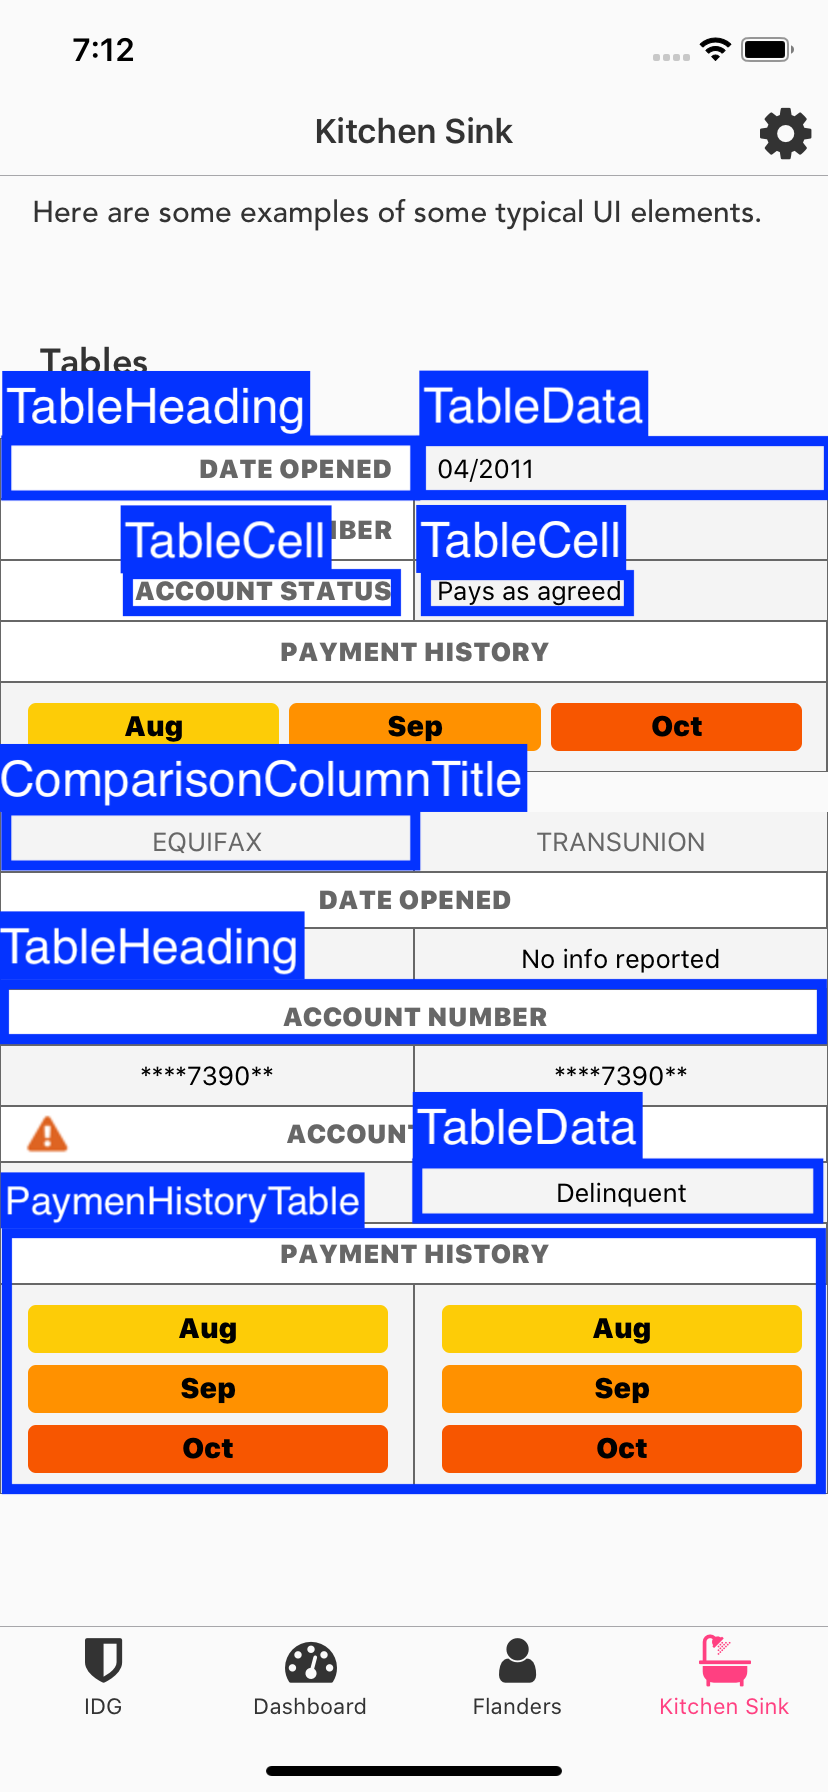 7:12
Kitchen Sink
Here are some examples of some typical UI elements.
Tables
TableHeading TableData
DATE OPENED 04/2011
TableCell BER TableCell
ACCOUNT STATUS Pays as agreed
PAYMENT HISTORY
Aug Sep Oct
ComparisonColumnTitle
EQUIFAX TRANSUNION
DATE OPENED
TableHeading No info reported
ACCOUNT NUMBER
****7390** ****7390**
ACCOUNT TableData
PaymenHistoryTable Delinquent
PAYMENT HISTORY
Aug Aug
Sep Sep
Oct Oct
IDG Dashboard Flanders Kitchen Sink